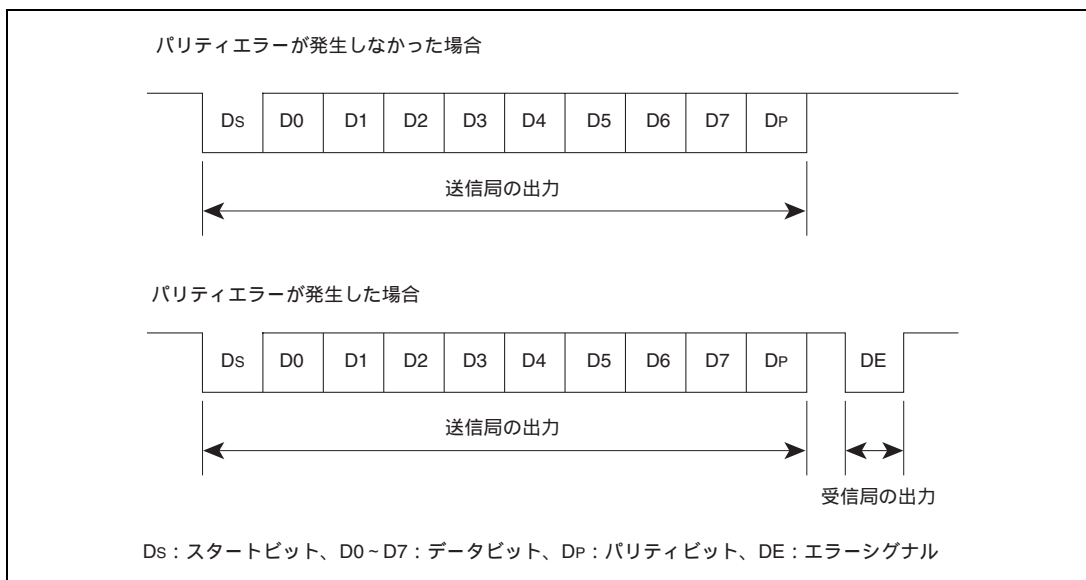 パリティエラーが発生しなかった場合
Ds D0 D1 D2 D3 D4 D5 D6 D7 DP
送信局の出力
パリティエラーが発生した場合
Ds D0 D1 D2 D3 D4 D5 D6 D7 DP DE
送信局の出力
受信局の出力
Ds：スタートビット、D0～D7：データビット、DP：パリティビット、DE：エラーシグナル